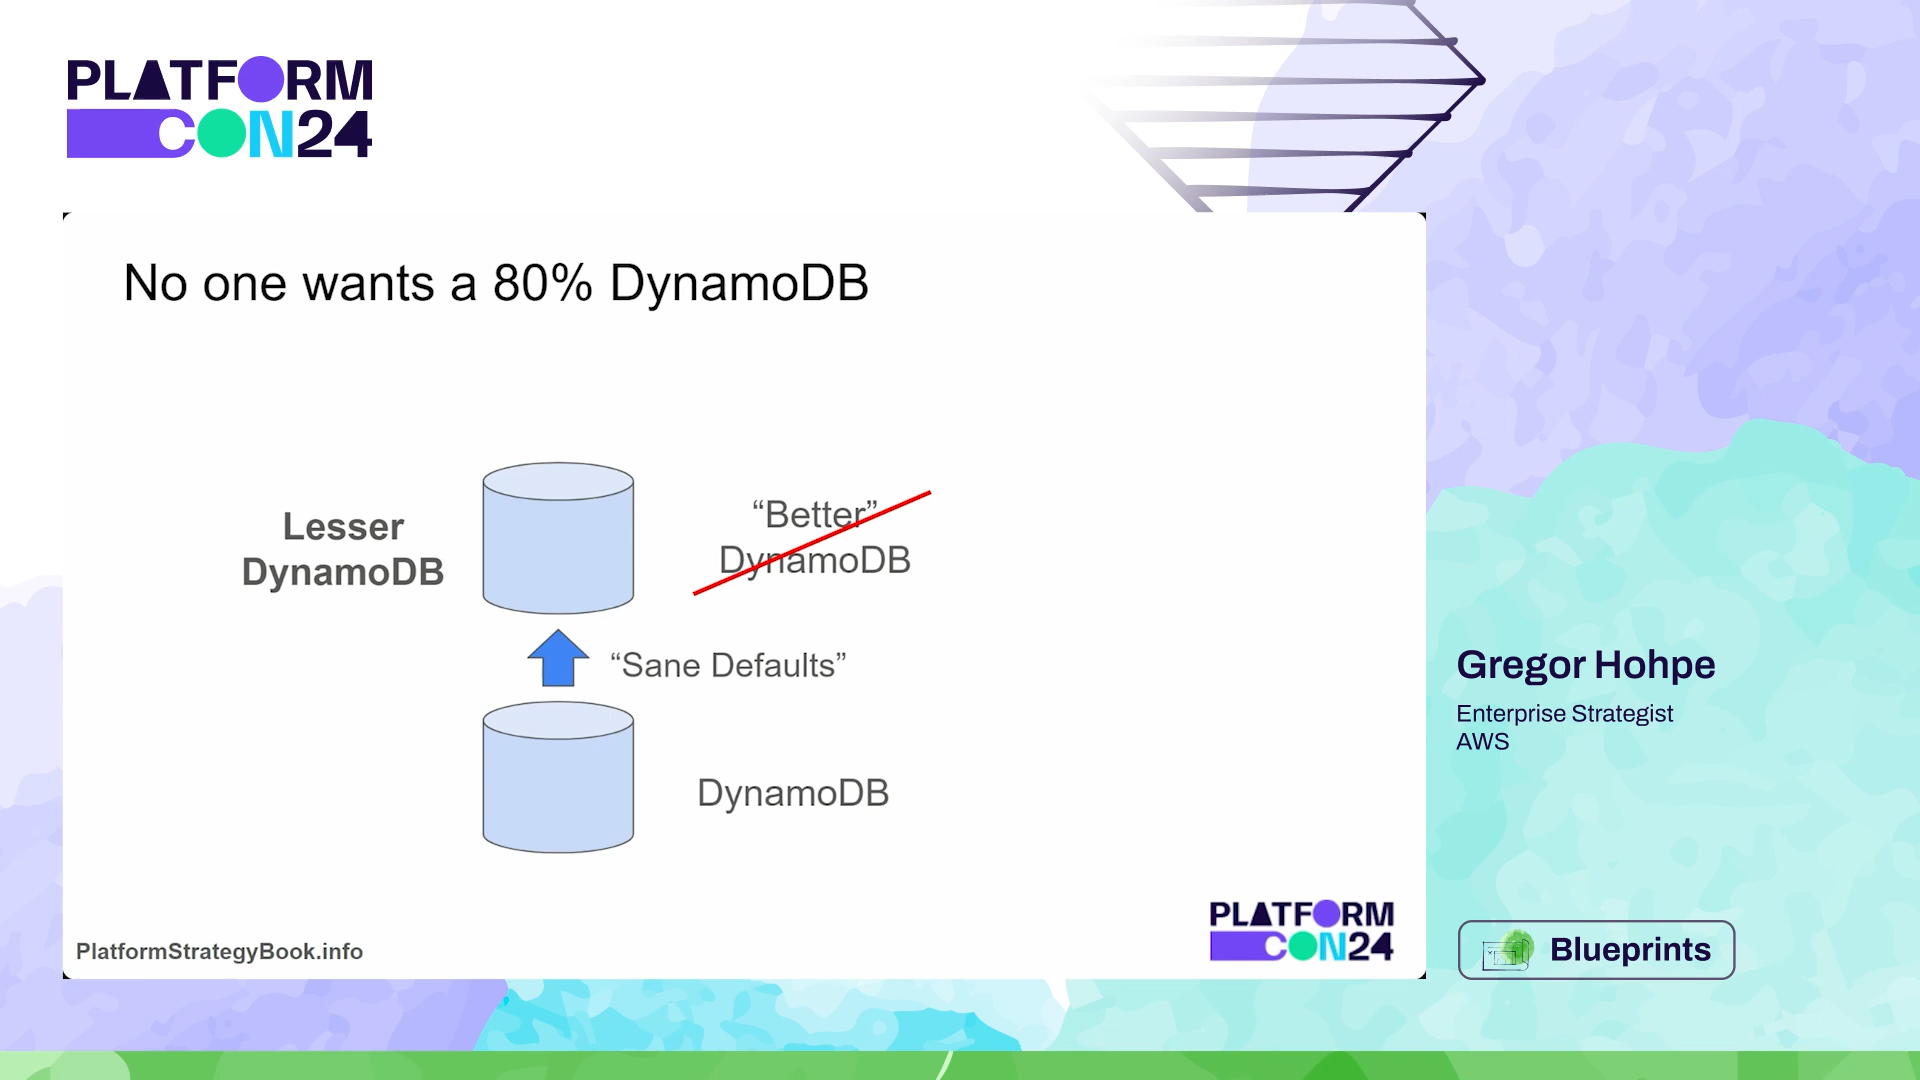 PLATFORM
CON24
No one wants a 80% DynamoDB
Lesser
DynamoDB
“Better”
DynamoDB
“Sane Defaults”
DynamoDB
PlatformStrategyBook.info
PLATFORM
CON24
Gregor Hohpe
Enterprise Strategist
AWS
Blueprints